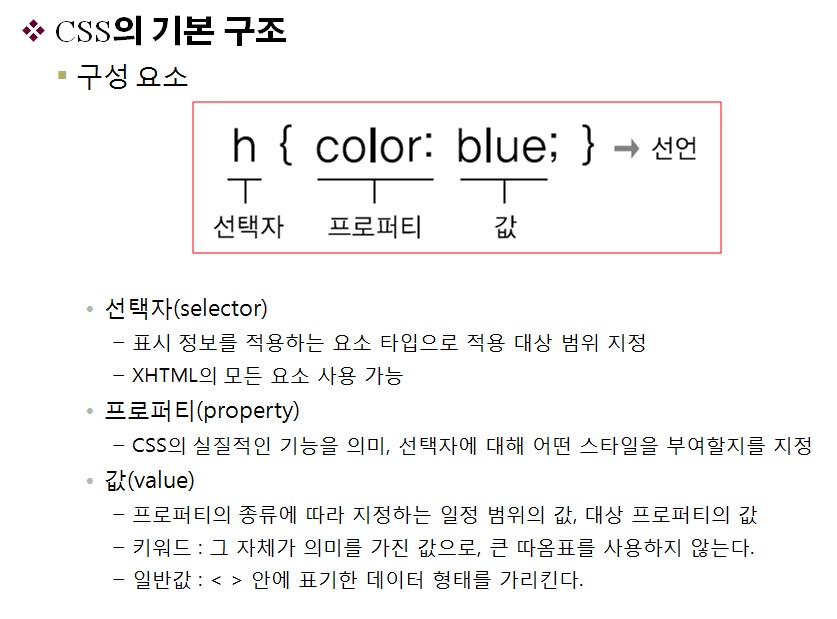 CSS의 기본 구조
구성 요소
h { color: blue; } → 선언
선택자 프로퍼티 값
선택자(selector)
– 표시 정보를 적용하는 요소 타입으로 적용 대상 범위 지정
– XHTML의 모든 요소 사용 가능
프로퍼티(property)
– CSS의 실질적인 기능을 의미, 선택자에 대해 어떤 스타일을 부여할지를 지정
값(value)
– 프로퍼티의 종류에 따라 지정하는 일정 범위의 값, 대상 프로퍼티의 값
– 키워드 : 그 자체가 의미를 가진 값으로, 큰 따옴표를 사용하지 않는다.
– 일반값 : < > 안에 표기한 데이터 형태를 가리킨다.